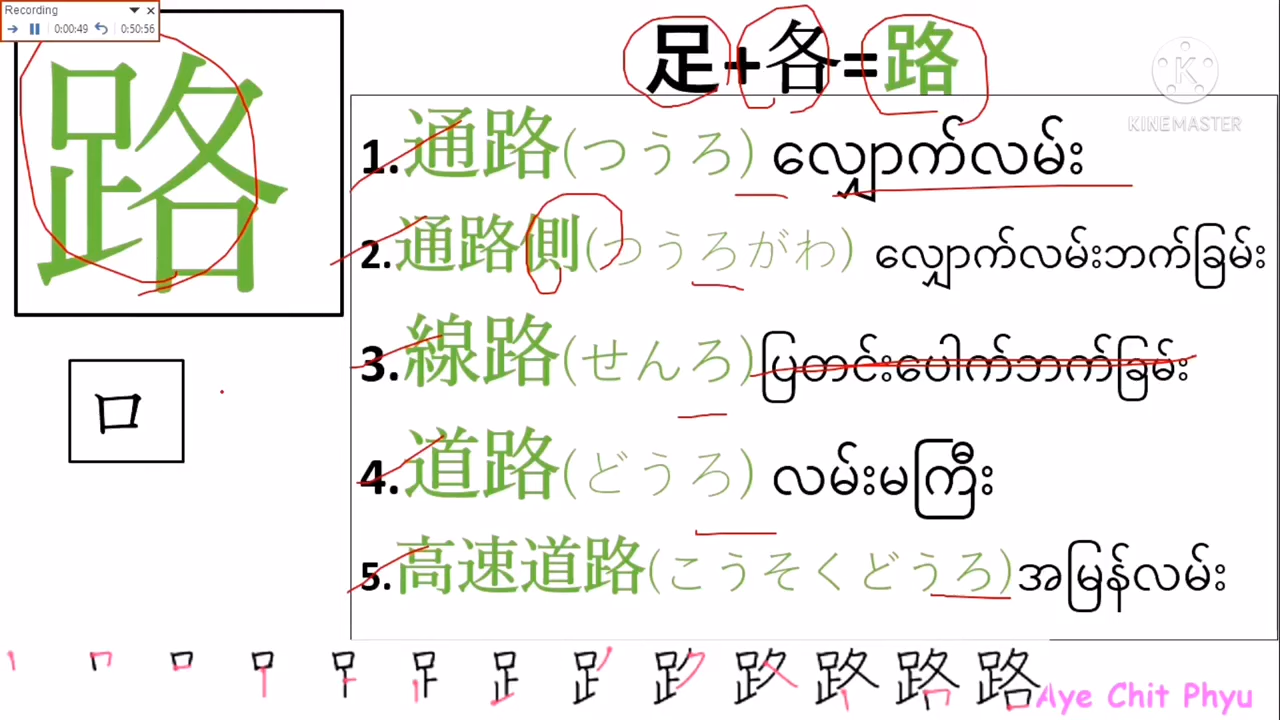 Recording
0:00:49 0:50:56
路
足+各=路
KINEMASTER
1.通路(つうろ) လျှောက်လမ်း
2.通路側(つうろがわ) လျှောက်လမ်းဘက်ခြမ်း
3.線路(せんろ)ပြတင်းပေါက်ဘက်ခြမ်း
4.道路(どうろ) လမ်းမကြီး
5.高速道路(こうそくどうろ)အမြန်လမ်း
口
路
Aye Chit Phyu